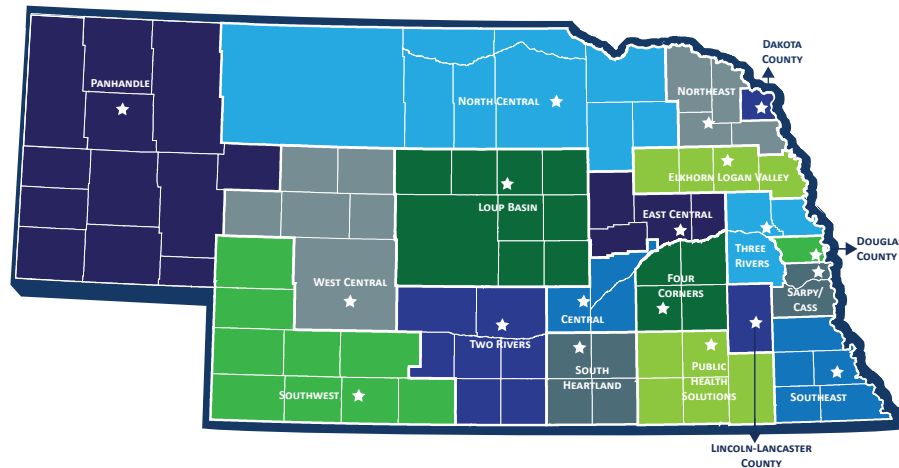 DAKOTA
COUNTY
PANHANDLE
NORTH CENTRAL
NORTHEAST
ELKHORN LOGAN VALLEY
LOUP BASIN
EAST CENTRAL
THREE
RIVERS
DOUGLAS
COUNTY
WEST CENTRAL
FOUR
CORNERS
SARPY/
CASS
CENTRAL
TWO RIVERS
SOUTH
HEARTLAND
PUBLIC
HEALTH
SOLUTIONS
SOUTHWEST
SOUTHEAST
LINCOLN-LANCASTER
COUNTY